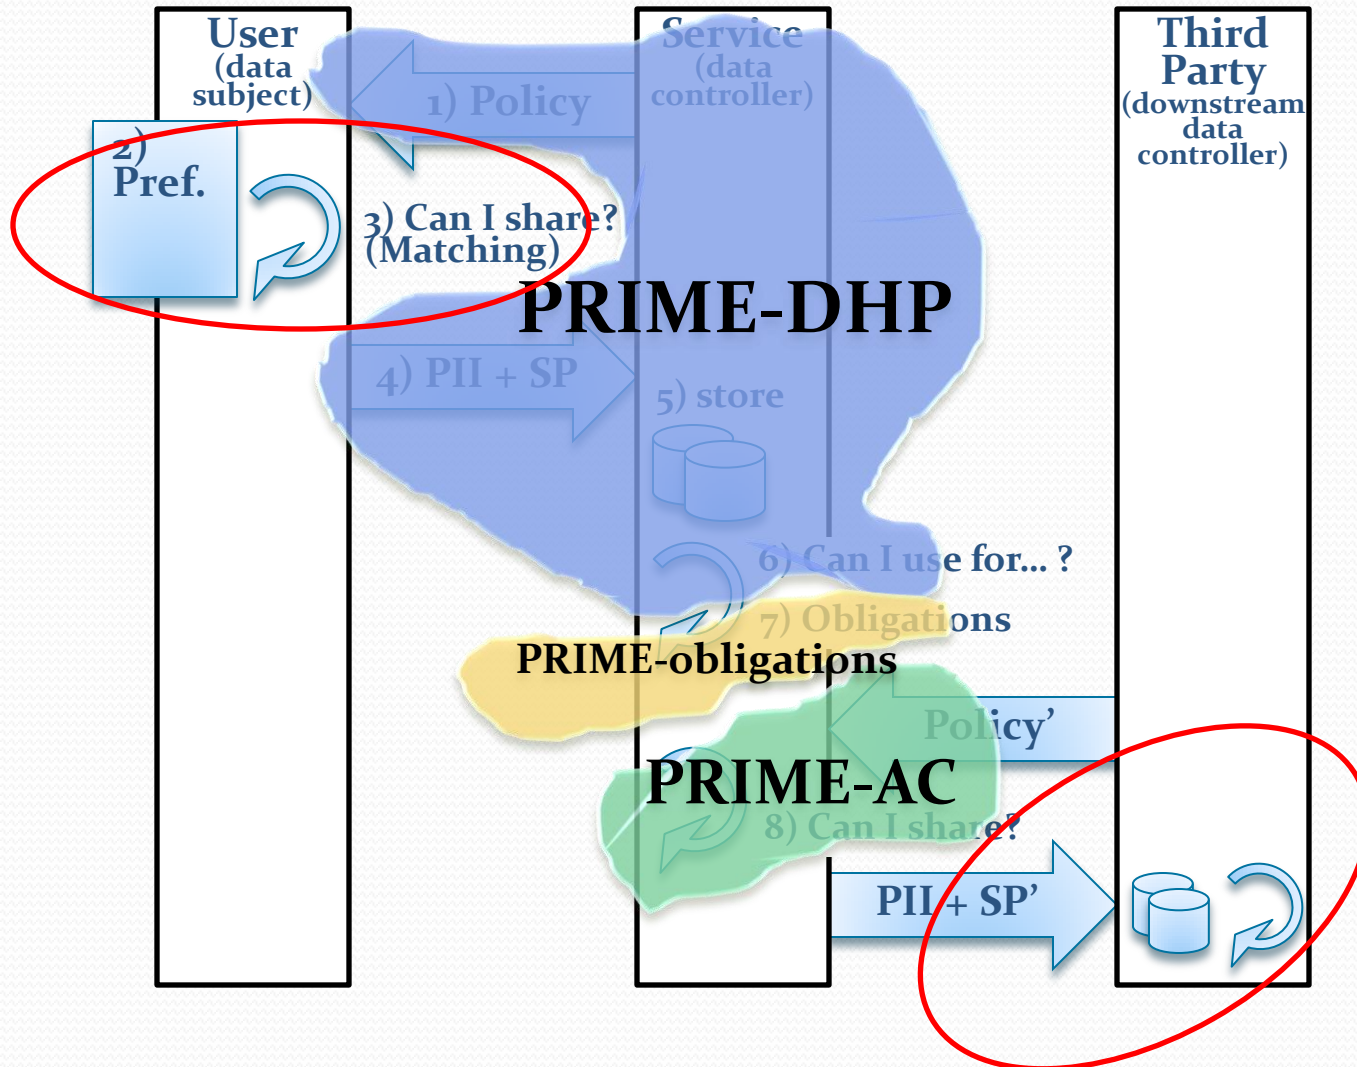 User
(data
subject)
Service
(data
controller)
Third
Party
(downstream
data
controller)
1) Policy
2)
Pref.
3) Can I share?
(Matching)
PRIME-DHP
4) PII + SP
5) store
6) Can I use for... ?
7) Obligations
PRIME-obligations
Policy’
PRIME-AC
8) Can I share?
PII + SP’